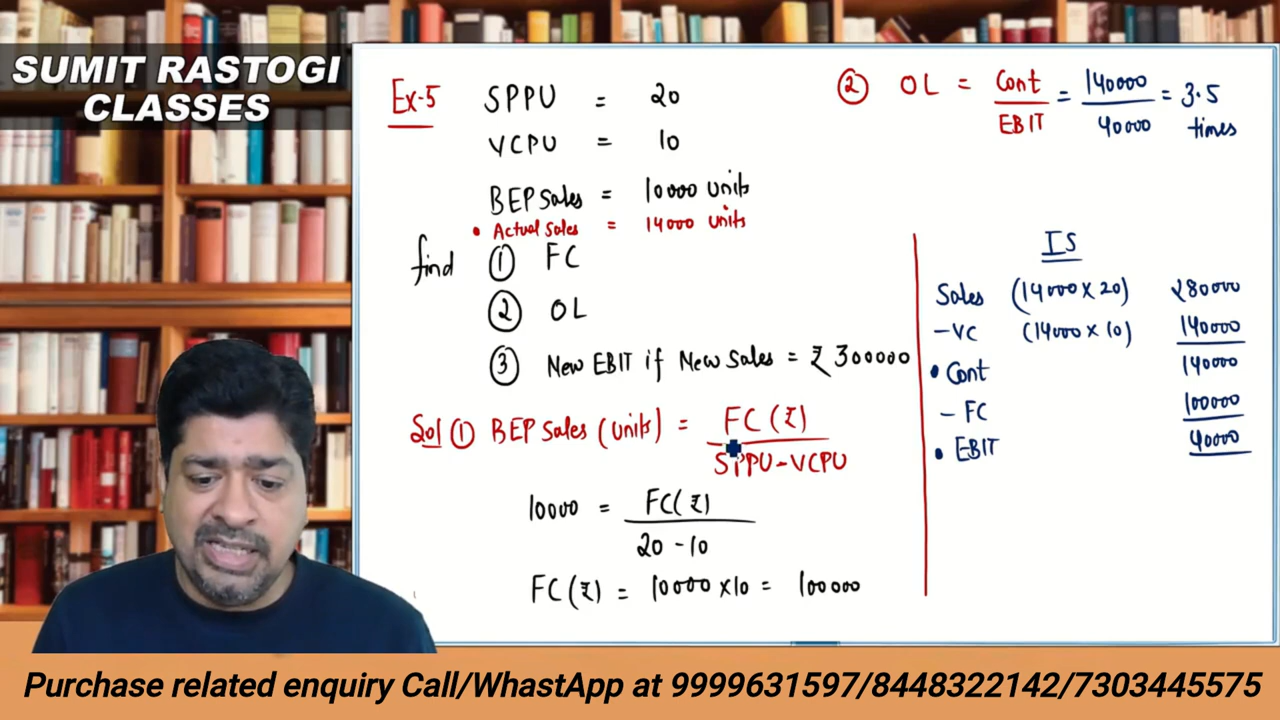 SUMIT RASTOGI
CLASSES
Ex-5 SPPU = 20
VCPU = 10
BEP Sales = 10000 units
• Actual Sales = 14000 units
find ① FC
② OL
③ New EBIT if New Sales = ₹ 300000
Sol ① BEP Sales (Units) = FC (₹)
SPPU-VCPU
10000 = FC(₹)
20 - 10
FC (₹) = 10000 x 10 = 100000
② OL = Cont = 140000 = 3.5
EBIT 40000 times
IS
Sales (14000 x 20) 280000
- VC (14000 x 10) 140000
• Cont 140000
- FC 100000
• EBIT 40000
Purchase related enquiry Call/WhastApp at 9999631597/8448322142/7303445575